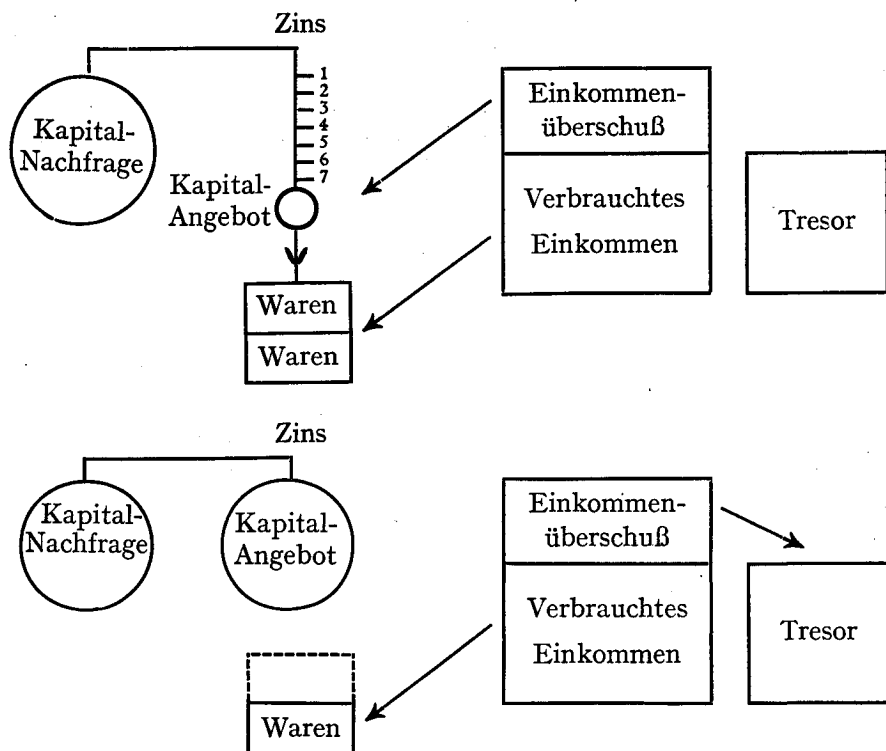 Zins
1
2
3
4
5
6
7
Kapital-
Nachfrage
Kapital-
Angebot
Waren
Waren
Einkommen-
überschuß
Verbrauchtes
Einkommen
Tresor
Zins
Kapital-
Nachfrage
Kapital-
Angebot
Waren
Einkommen-
überschuß
Verbrauchtes
Einkommen
Tresor